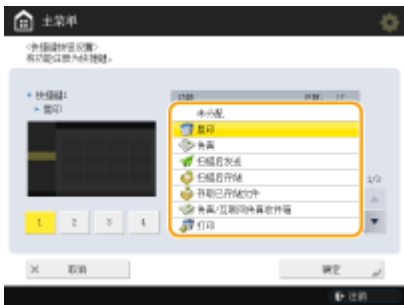 主菜单
<快捷键按钮设置>
将功能注册为快捷键。
快捷键:
复印
未分配
复印
传真
扫描后发送
扫描后存储
存取已存储文件
传真/互联网传真收件箱
打印
1/3
1 2 3 4
取消
确定
注销